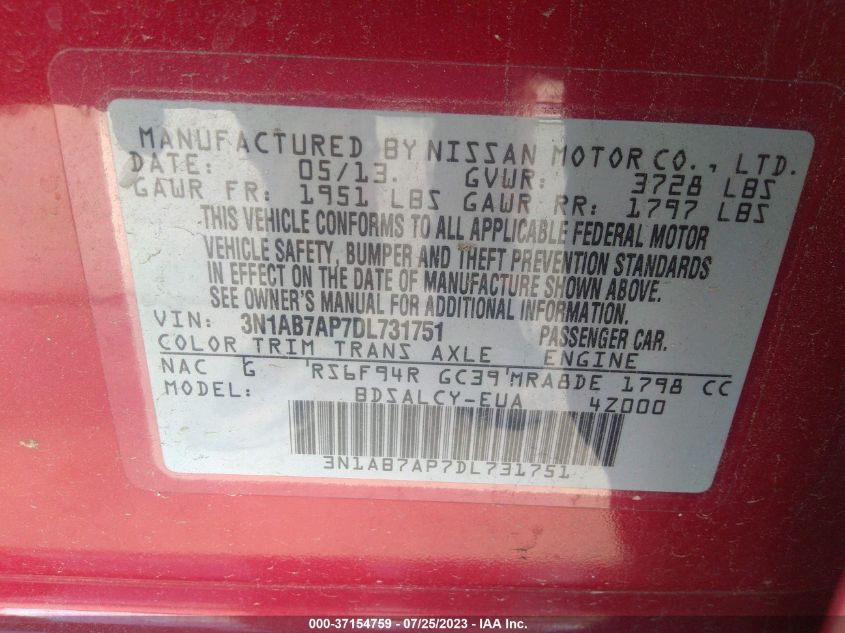 MANUFACTURED BY NISSAN MOTOR CO., LTD.
DATE: 05/13. GVWR: 3728 LBS
GAWR FR: 1951 LBS GAWR RR: 1797 LBS
THIS VEHICLE CONFORMS TO ALL APPLICABLE FEDERAL MOTOR
VEHICLE SAFETY, BUMPER AND THEFT PREVENTION STANDARDS
IN EFFECT ON THE DATE OF MANUFACTURE SHOWN ABOVE.
SEE OWNER'S MANUAL FOR ADDITIONAL INFORMATION.
VIN: 3N1AB7AP7DL731751 PASSENGER CAR.
COLOR TRIM TRANS AXLE ENGINE
NAC G 'RS6F94R GC39'MRA8DE 1798 CC
MODEL: BDSALCY-EUA 4Z000
3N1AB7AP7DL731751
000-37154759 - 07/25/2023 - IAA Inc.